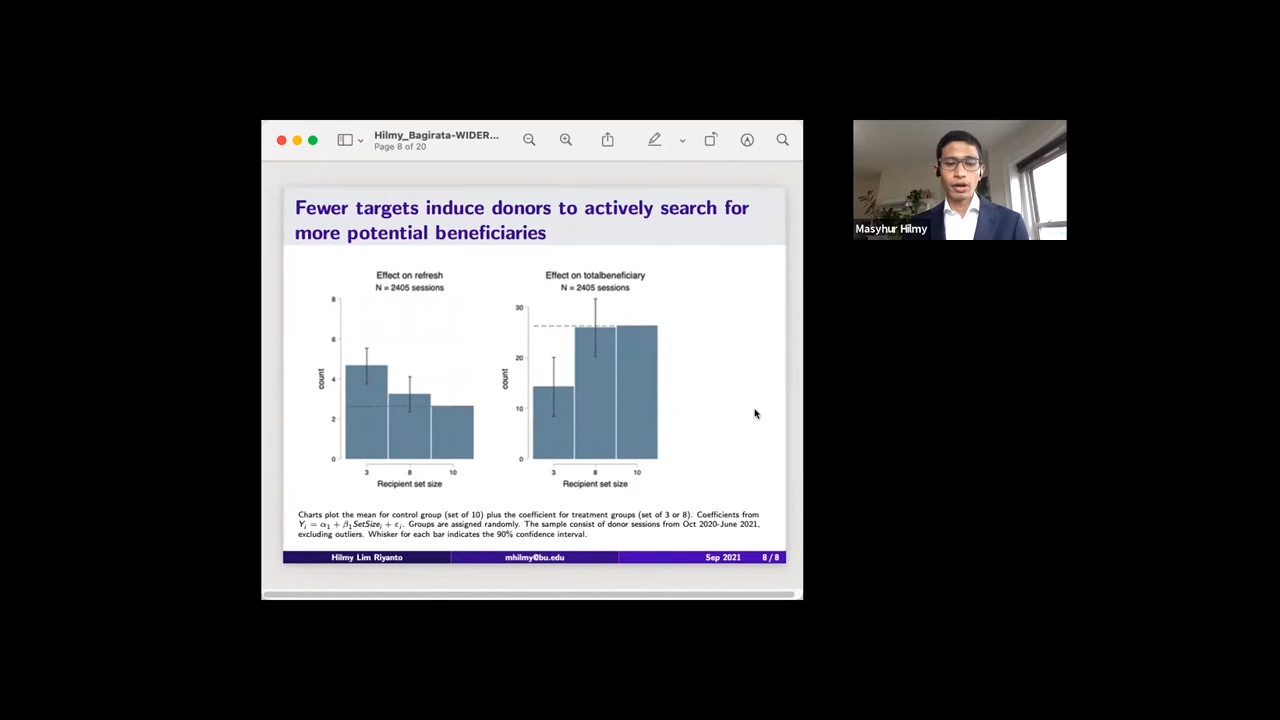 Hilmy_Bagirata-WIDER...
Page 8 of 20
Fewer targets induce donors to actively search for
more potential beneficiaries
Effect on refresh
N = 2405 sessions
8
6
4
2
0
count
3
8
10
Recipient set size
Effect on totalbeneficiary
N = 2405 sessions
30
20
10
0
count
3
8
10
Recipient set size
Charts plot the mean for control group (set of 10) plus the coefficient for treatment groups (set of 3 or 8). Coefficients from
Yᵢ = α₁ + β₁SetSizeᵢ + εᵢ. Groups are assigned randomly. The sample consist of donor sessions from Oct 2020-June 2021,
excluding outliers. Whisker for each bar indicates the 90% confidence interval.
Hilmy Lim Riyanto
mhilmy@bu.edu
Sep 2021
8 / 8
Masyhur Hilmy